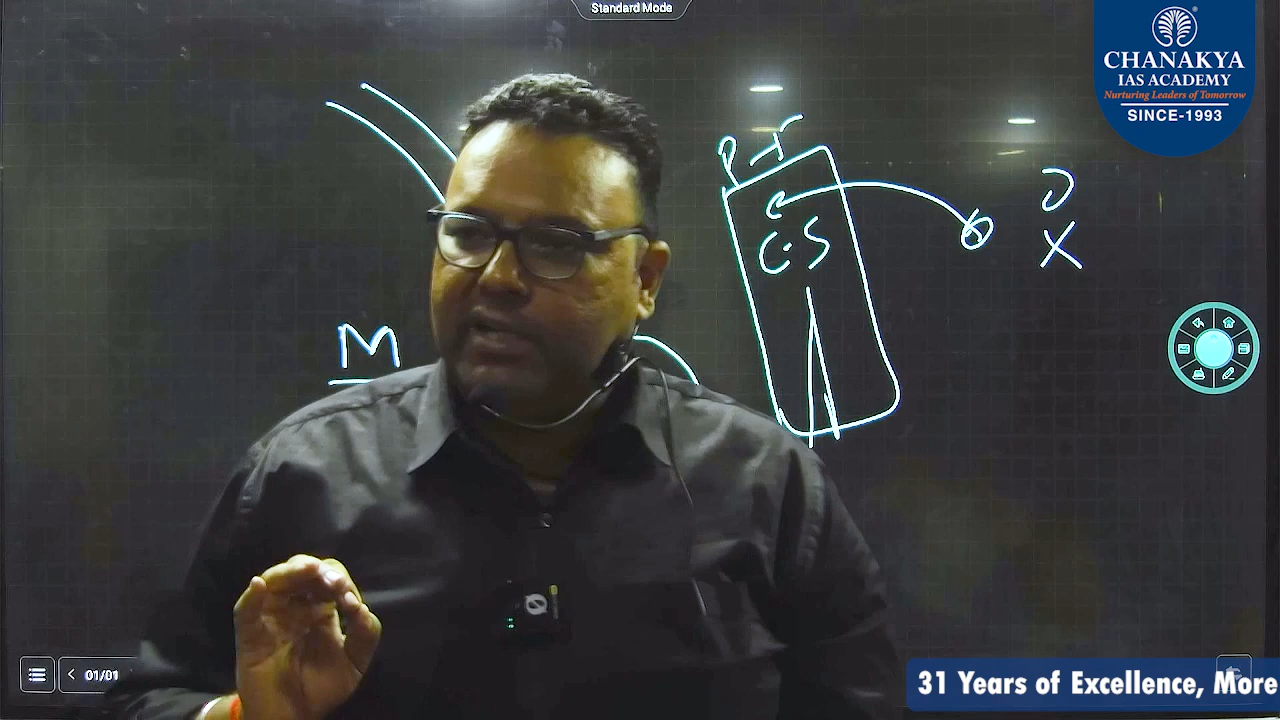 Standard Mode
CHANAKYA
IAS ACADEMY
Nurturing Leaders of Tomorrow
SINCE-1993
C.S
M
X
01/01
31 Years of Excellence, More